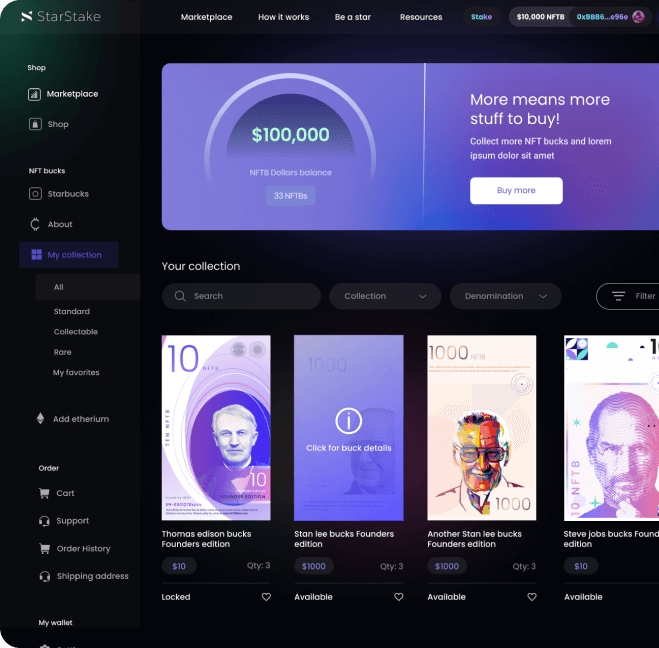 StarStake
Marketplace
How it works
Be a star
Resources
Stake
$10,000 NFTB
0xBBB6...e96e
Shop
Marketplace
Shop
NFT bucks
Starbucks
About
My collection
All
Standard
Collectable
Rare
My favorites
Add etherium
Order
Cart
Support
Order History
Shipping address
My wallet
$100,000
NFTB Dollars balance
33 NFTBs
More means more
stuff to buy!
Collect more NFT bucks and lorem
ipsum dolor sit amet
Buy more
Your collection
Search
Collection
Denomination
Filter
10 NFTB
TEN NFTB
10
FOUNDER EDITION
Thomas edison bucks
Founders edition
$10
Qty: 3
Locked
1000
Click for buck details
Stan lee bucks Founders
edition
$1000
Qty: 3
Available
1000 NFTB
1000
Another Stan lee bucks
Founders edition
$1000
Qty: 3
Available
10 NFTB
Steve jobs bucks Found
edition
$10
Available